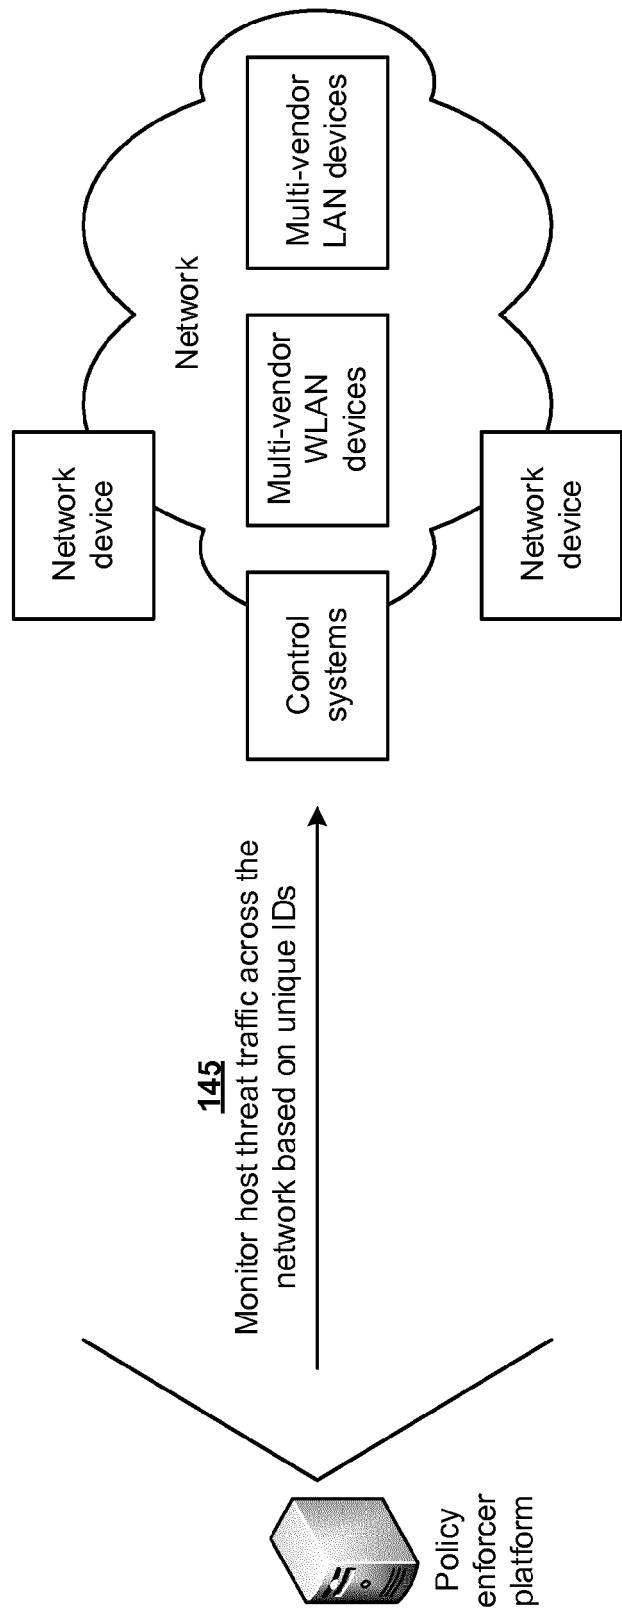 Policy
enforcer
platform
145
Monitor host threat traffic across the
network based on unique IDs
Network
device
Control
systems
Network
device
Network
Multi-vendor
WLAN
devices
Multi-vendor
LAN devices